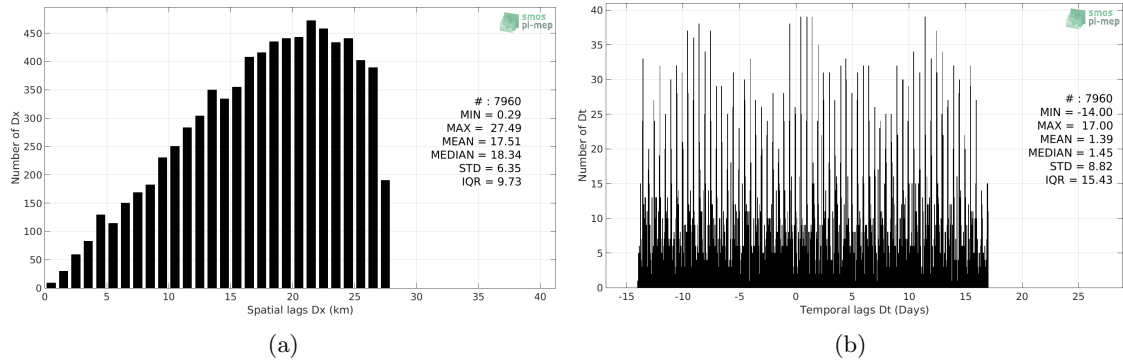 smos
pi-mep
450
400
350
300
250
200
150
100
50
0
Number of Dx
# : 7960
MIN = 0.29
MAX = 27.49
MEAN = 17.51
MEDIAN = 18.34
STD = 6.35
IQR = 9.73
0 5 10 15 20 25 30 35 40
Spatial lags Dx (km)
(a)
smos
pi-mep
40
35
30
25
20
15
10
5
0
Number of Dt
# : 7960
MIN = -14.00
MAX = 17.00
MEAN = 1.39
MEDIAN = 1.45
STD = 8.82
IQR = 15.43
-15 -10 -5 0 5 10 15 20 25
Temporal lags Dt (Days)
(b)